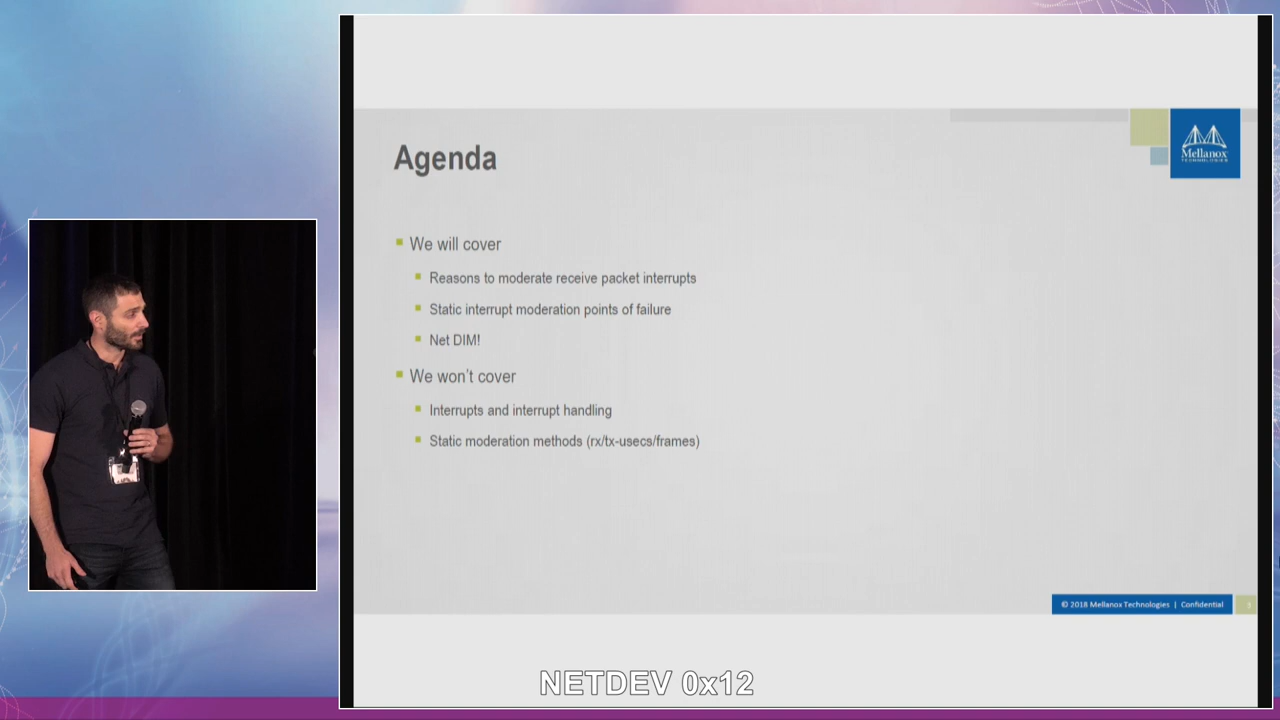 Agenda
Mellanox
TECHNOLOGIES
We will cover
Reasons to moderate receive packet interrupts
Static interrupt moderation points of failure
Net DIM!
We won't cover
Interrupts and interrupt handling
Static moderation methods (rx/tx-usecs/frames)
© 2018 Mellanox Technologies | Confidential
NETDEV 0x12